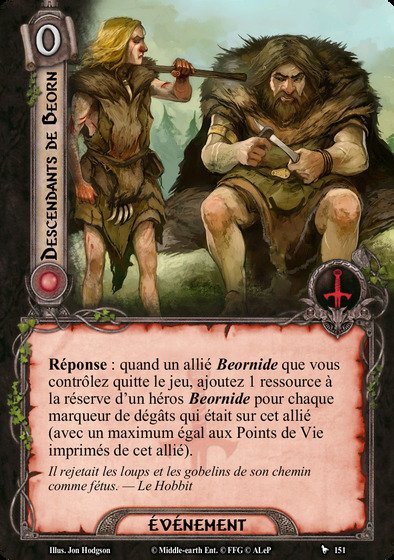 0
Descendants de Beorn
Réponse : quand un allié Beornide que vous
contrôlez quitte le jeu, ajoutez 1 ressource à
la réserve d’un héros Beornide pour chaque
marqueur de dégâts qui était sur cet allié
(avec un maximum égal aux Points de Vie
imprimés de cet allié).
Il rejetait les loups et les gobelins de son chemin
comme fétus. — Le Hobbit
Illus. Jon Hodgson
ÉVÉNEMENT
© Middle-earth Ent. © FFG © ALeP
151